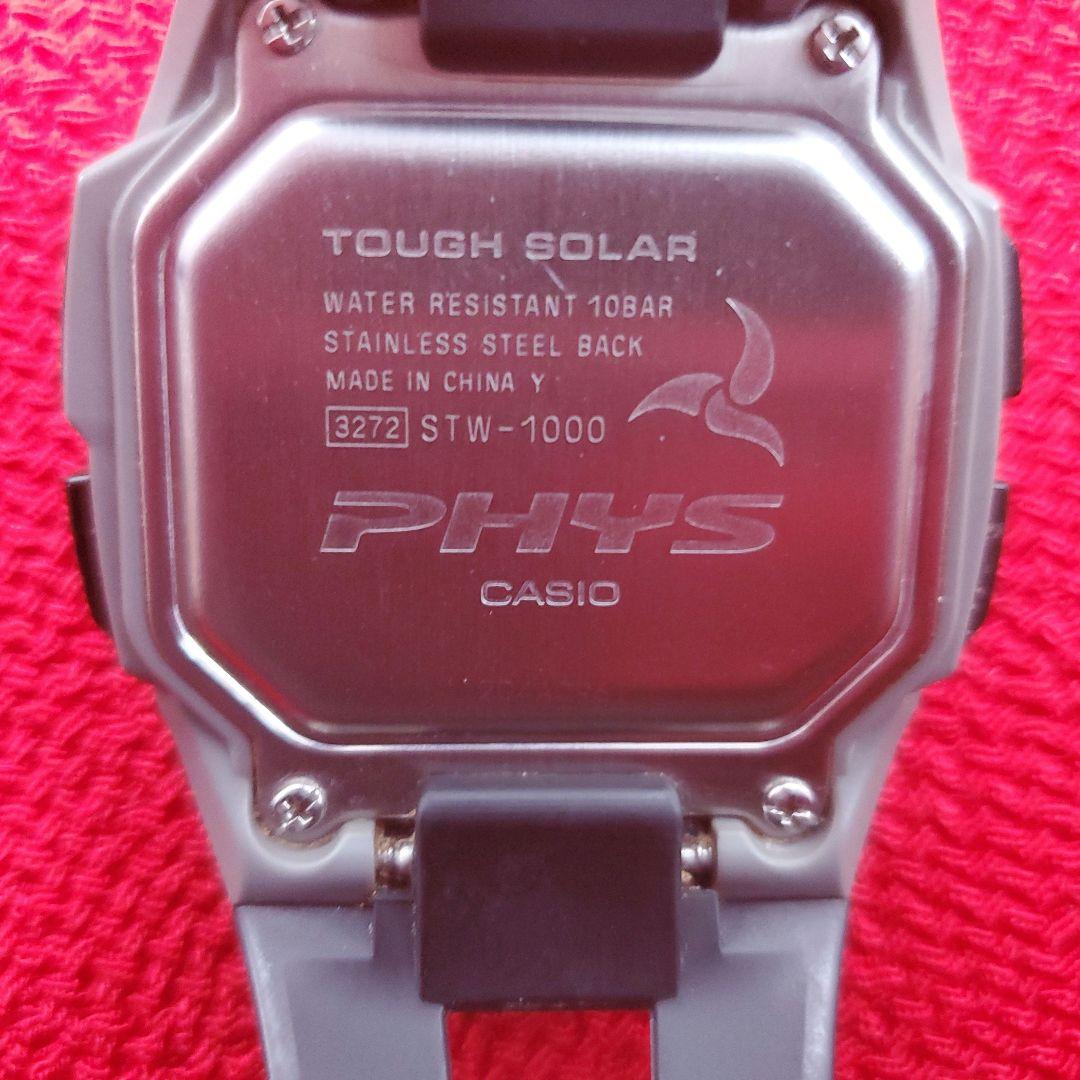 TOUGH SOLAR
WATER RESISTANT 10BAR
STAINLESS STEEL BACK
MADE IN CHINA Y
3272 STW-1000
PHYS
CASIO